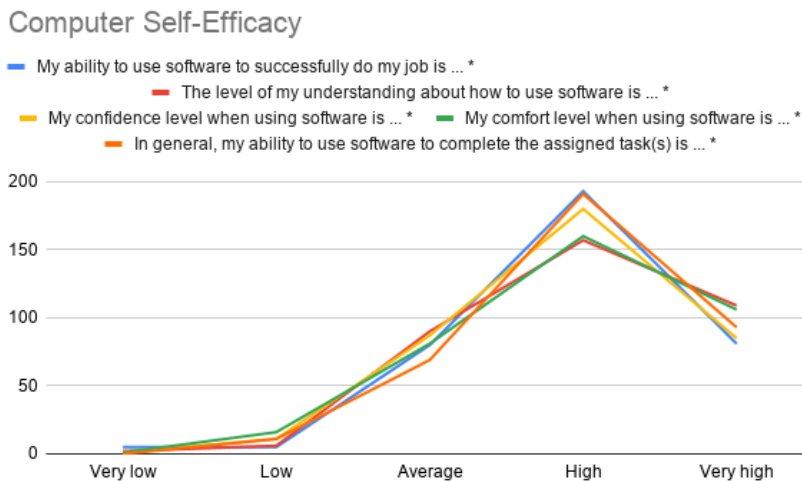 Computer Self-Efficacy
My ability to use software to successfully do my job is ... *
The level of my understanding about how to use software is ... *
My confidence level when using software is ... * My comfort level when using software is ... *
In general, my ability to use software to complete the assigned task(s) is ... *
200
150
100
50
0
Very low Low Average High Very high